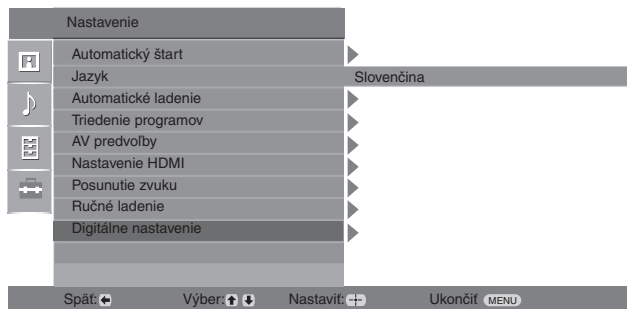 Nastavenie
Automatický štart
Jazyk Slovenčina
Automatické ladenie
Triedenie programov
AV predvoľby
Nastavenie HDMI
Posunutie zvuku
Ručné ladenie
Digitálne nastavenie
Späť: Výber: Nastaviť: Ukončiť MENU